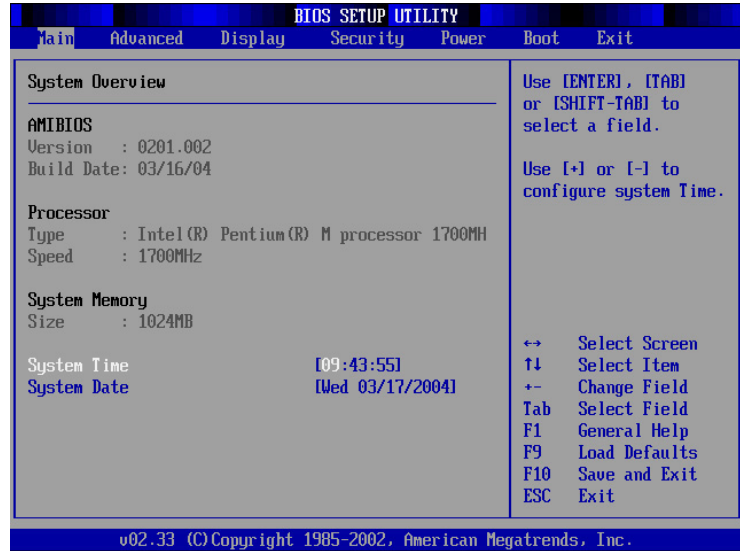 BIOS SETUP UTILITY
Main Advanced Display Security Power Boot Exit
System Overview
AMIBIOS
Version : 0201.002
Build Date: 03/16/04
Processor
Type : Intel(R) Pentium(R) M processor 1700MH
Speed : 1700MHz
System Memory
Size : 1024MB
System Time [09:43:55]
System Date [Wed 03/17/2004]
Use [ENTER], [TAB]
or [SHIFT-TAB] to
select a field.
Use [+] or [-] to
configure system Time.
↔ Select Screen
↑↓ Select Item
+- Change Field
Tab Select Field
F1 General Help
F9 Load Defaults
F10 Save and Exit
ESC Exit
v02.33 (C)Copyright 1985-2002, American Megatrends, Inc.